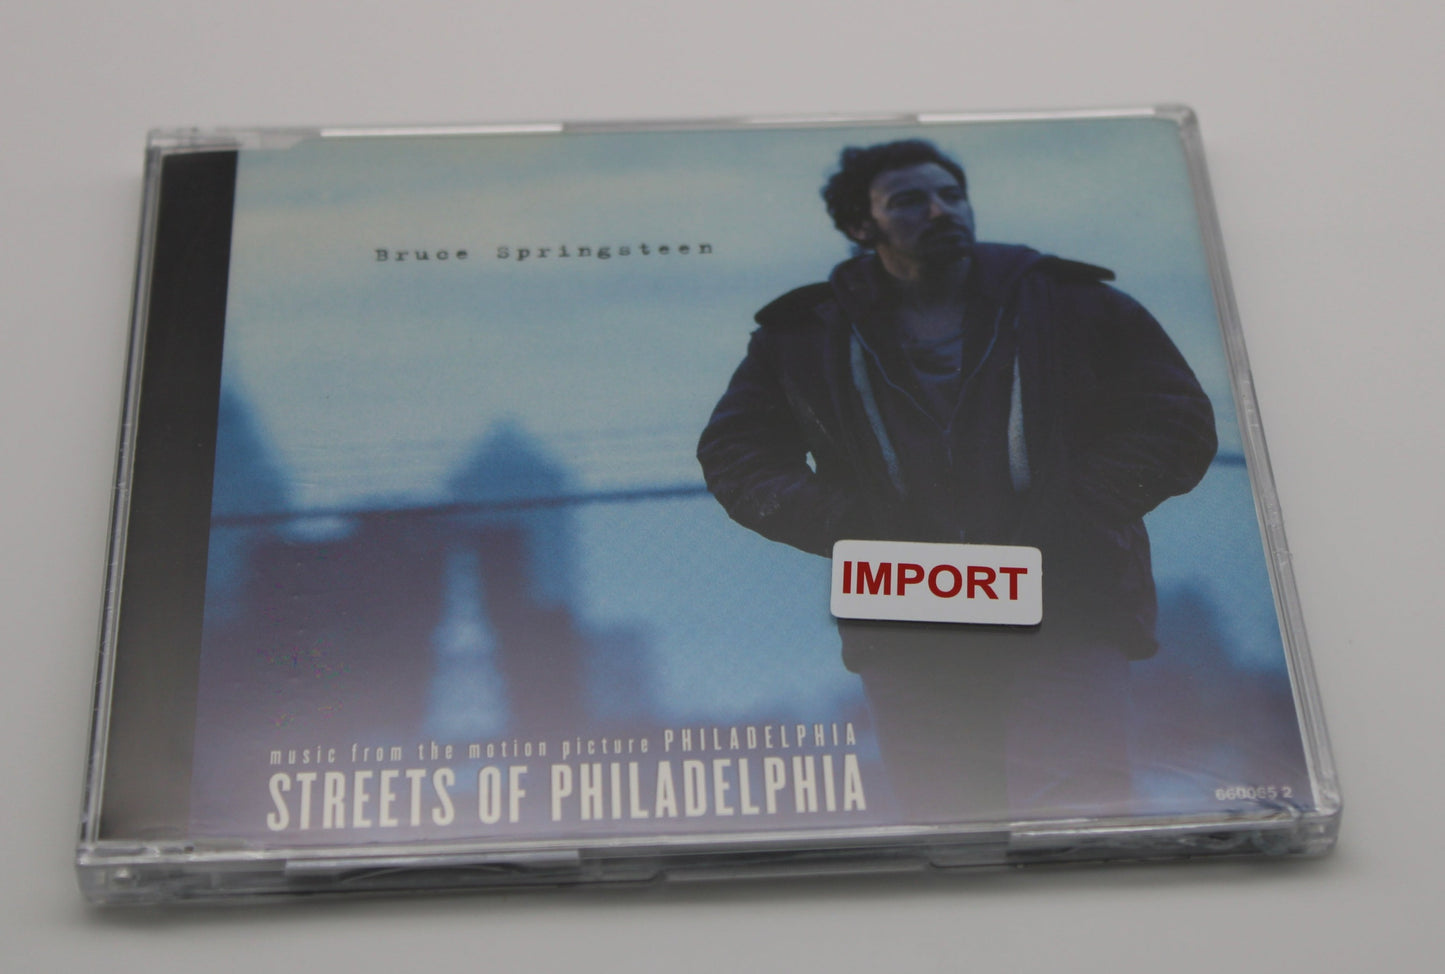 Bruce Springsteen
IMPORT
music from the motion picture PHILADELPHIA
STREETS OF PHILADELPHIA
660065 2